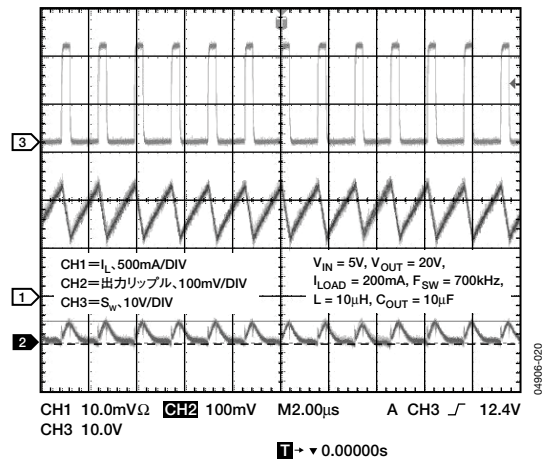 T
3
CH1=IL、500mA/DIV
CH2=出力リップル、100mV/DIV
CH3=SW、10V/DIV
VIN = 5V, VOUT = 20V,
ILOAD = 200mA, FSW = 700kHz,
L = 10µH, COUT = 10µF
1
2
04906-020
CH1 10.0mVΩ CH2 100mV M2.00µs A CH3 12.4V
CH3 10.0V
T → ▼ 0.00000s